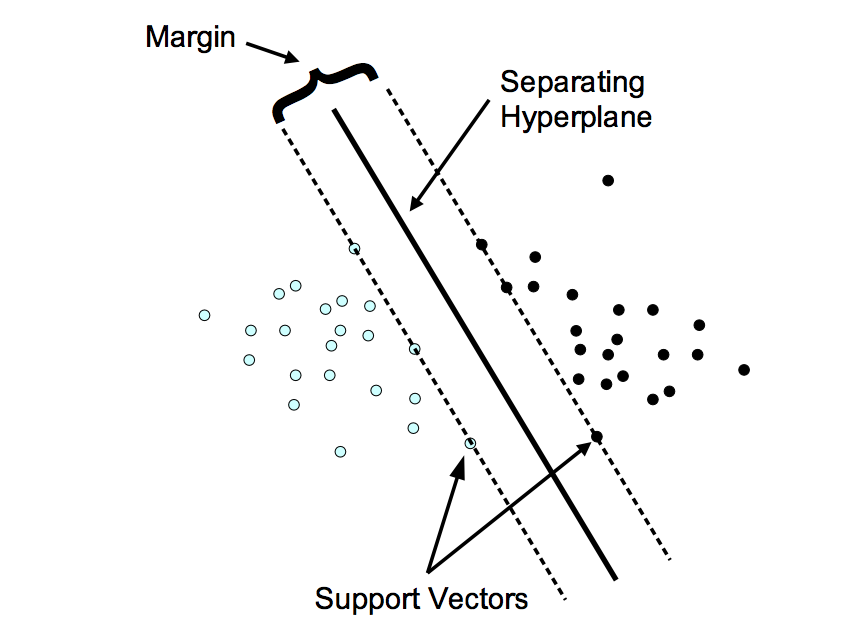 Margin
Separating
Hyperplane
Support Vectors